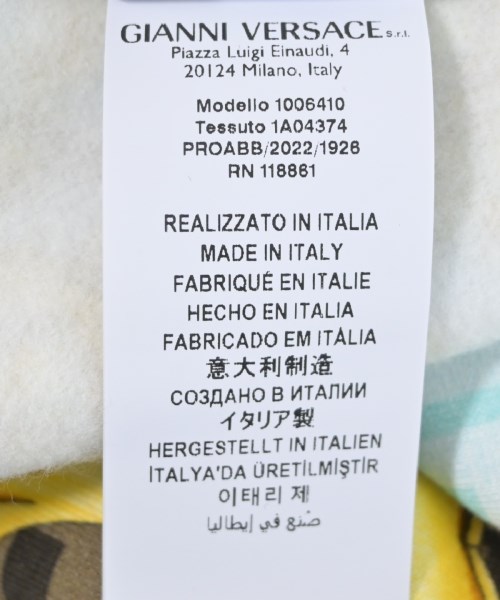 GIANNI VERSACE s.r.l.
Piazza Luigi Einaudi, 4
20124 Milano, Italy
Modello 1006410
Tessuto 1A04374
PROABB/2022/1926
RN 118861
REALIZZATO IN ITALIA
MADE IN ITALY
FABRIQUÉ EN ITALIE
HECHO EN ITALIA
FABRICADO EM ITÁLIA
意大利制造
СОЗДАНО В ИТАЛИИ
イタリア製
HERGESTELLT IN ITALIEN
İTALYA'DA ÜRETİLMİŞTİR
이태리 제
صُنع في إيطاليا